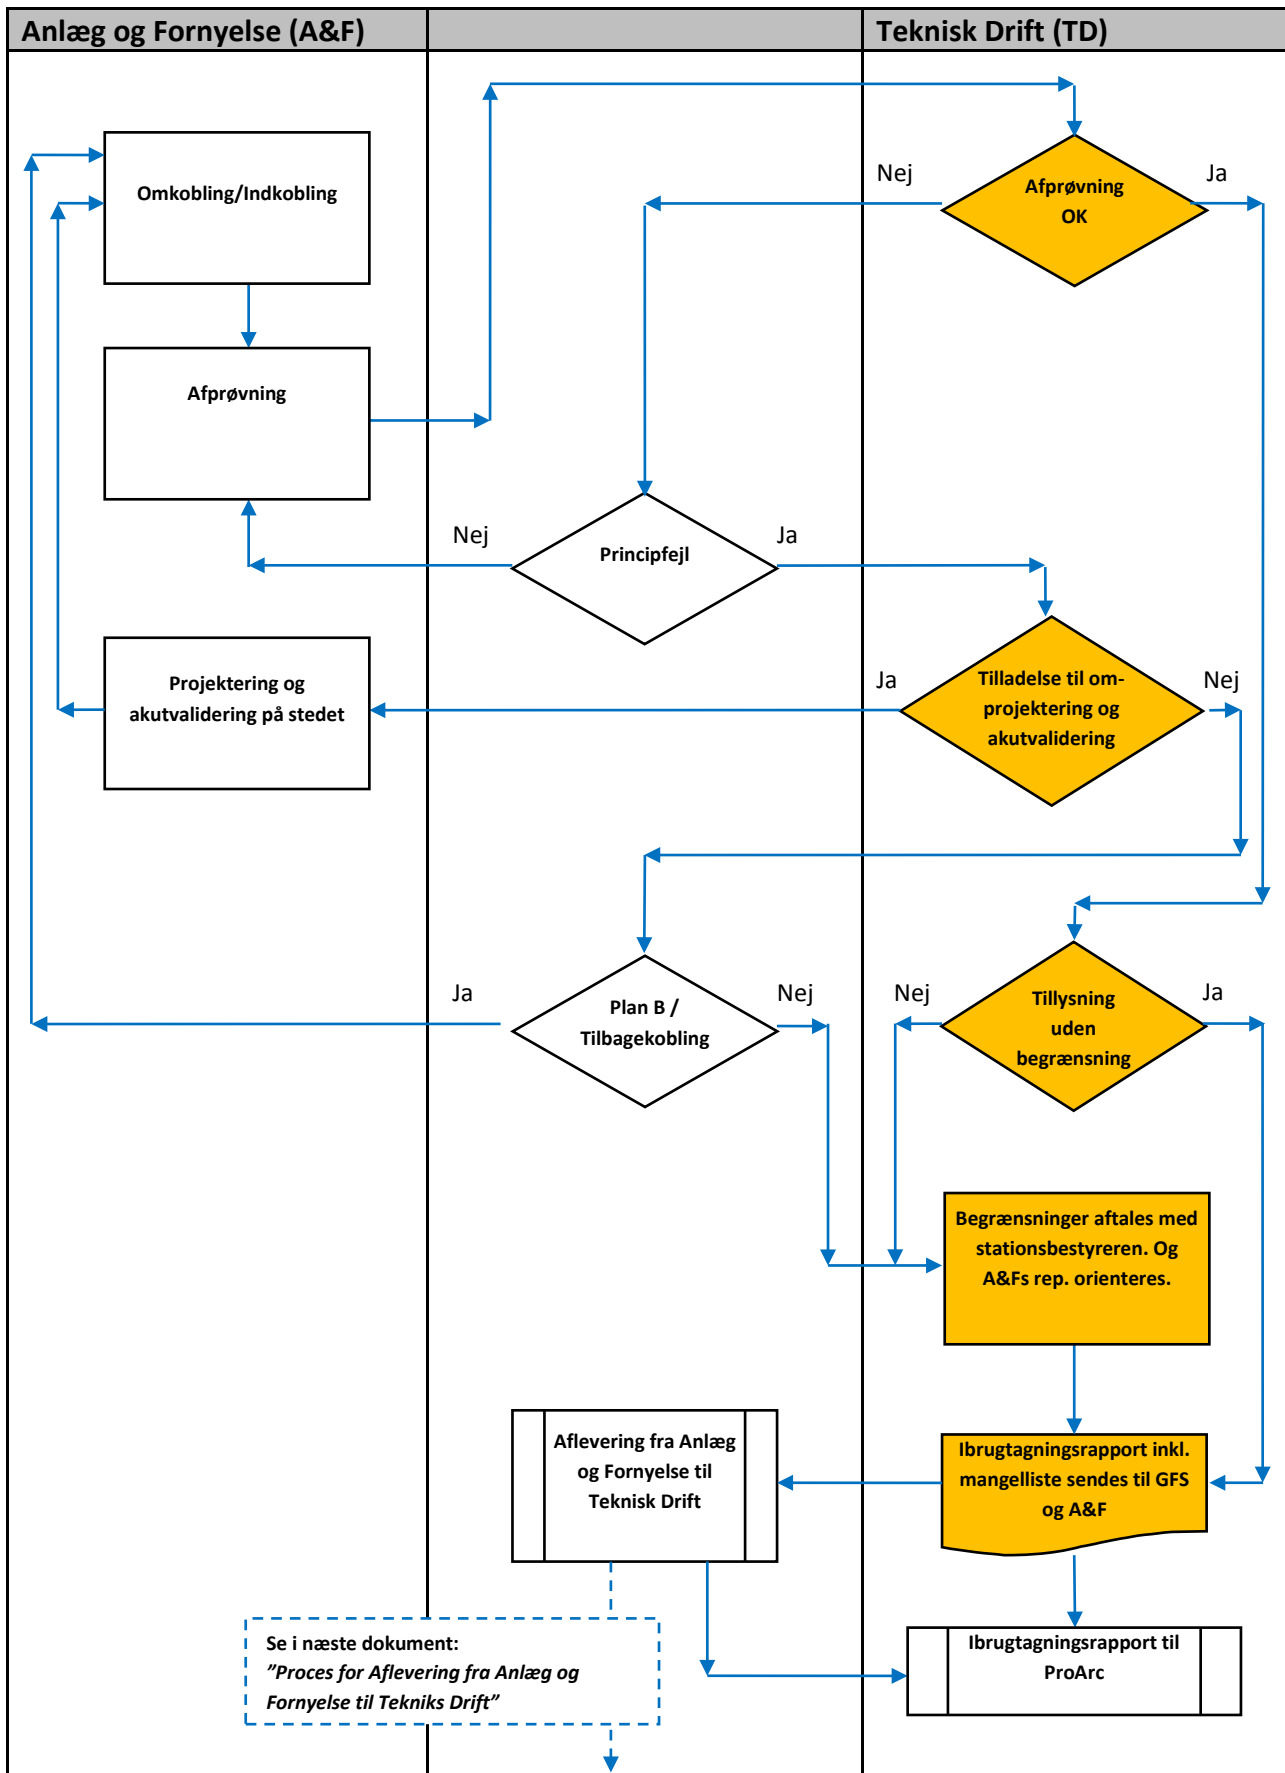 Anlæg og Fornyelse (A&F)
Teknisk Drift (TD)
Omkobling/Indkobling
Nej
Afprøvning
OK
Ja
Afprøvning
Nej
Principfejl
Ja
Projektering og
akutvalidering på stedet
Ja
Tilladelse til om-
projektering og
akutvalidering
Nej
Ja
Plan B /
Tilbagekobling
Nej
Nej
Tillysning
uden
begrænsning
Ja
Begrænsninger aftales med
stationsbestyreren. Og
A&Fs rep. orienteres.
Aflevering fra Anlæg
og Fornyelse til
Teknisk Drift
Ibrugtagningsrapport inkl.
mangelliste sendes til GFS
og A&F
Se i næste dokument:
”Proces for Aflevering fra Anlæg og
Fornyelse til Tekniks Drift”
Ibrugtagningsrapport til
ProArc